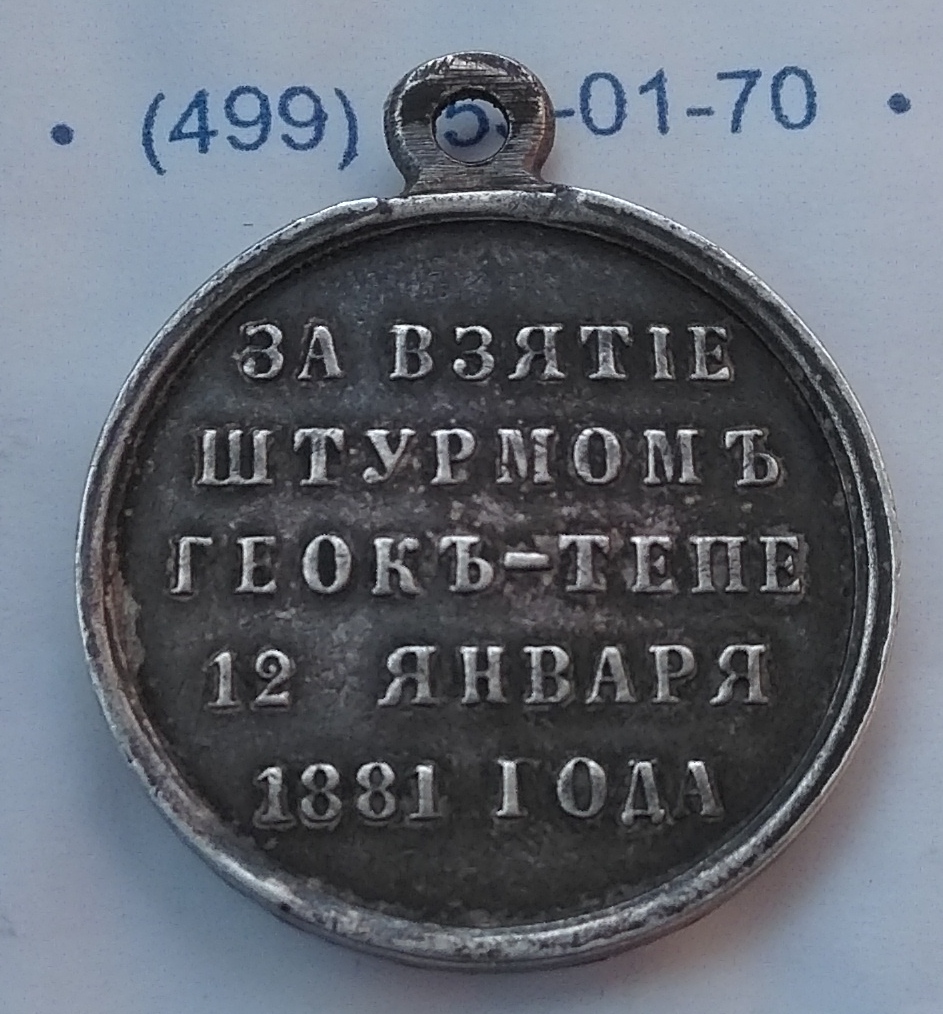 • (499) -01-70 •
ЗА ВЗЯТІЕ
ШТУРМОМЪ
ГЕОКЪ-ТЕПЕ
12 ЯНВАРЯ
1881 ГОДА